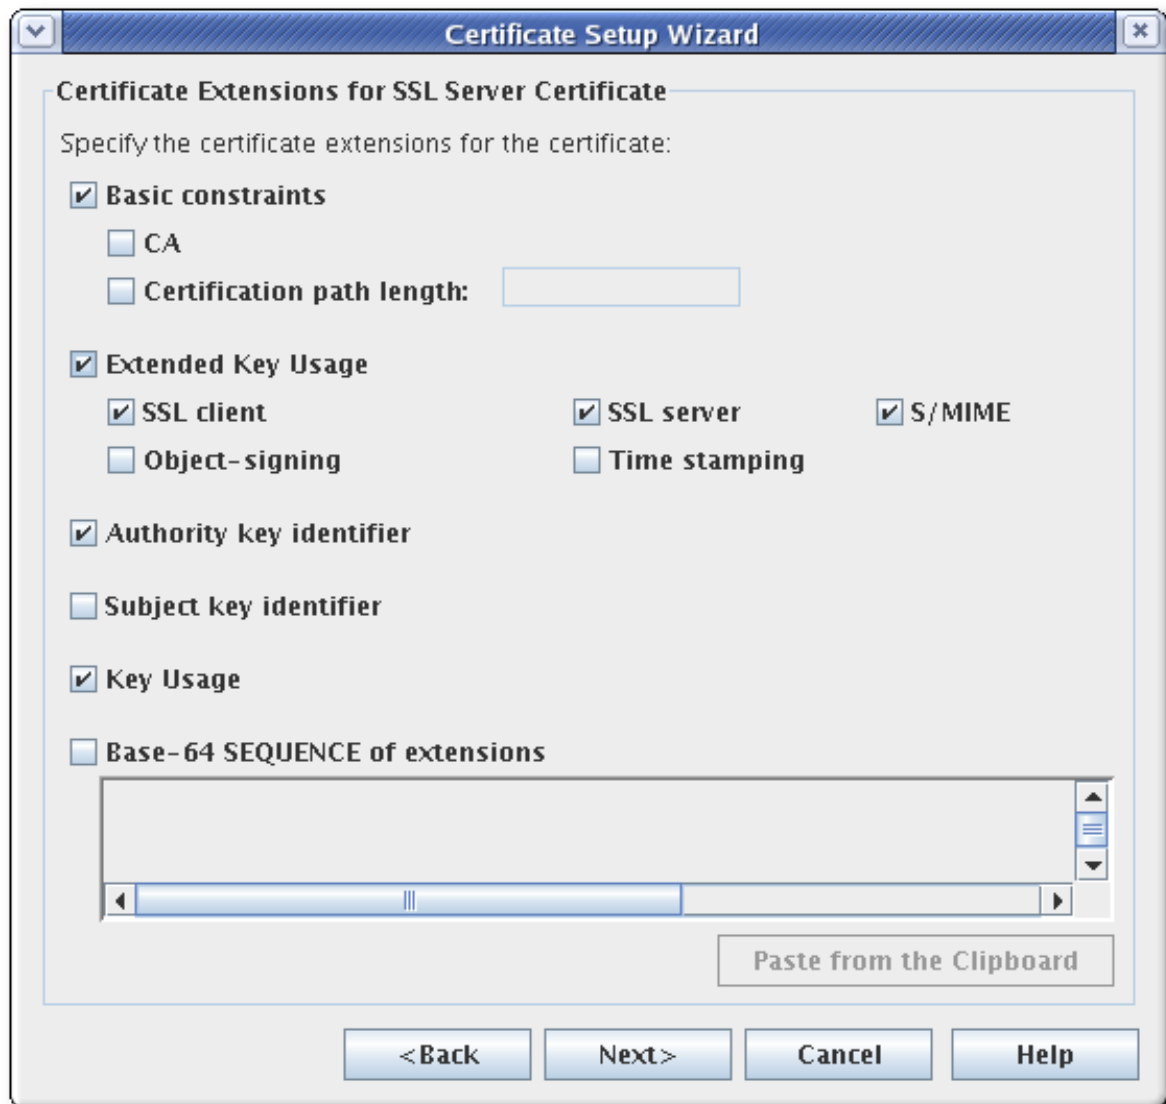 Certificate Setup Wizard
Certificate Extensions for SSL Server Certificate
Specify the certificate extensions for the certificate:
Basic constraints
CA
Certification path length:
Extended Key Usage
SSL client SSL server S/MIME
Object-signing Time stamping
Authority key identifier
Subject key identifier
Key Usage
Base-64 SEQUENCE of extensions
Paste from the Clipboard
<Back Next> Cancel Help